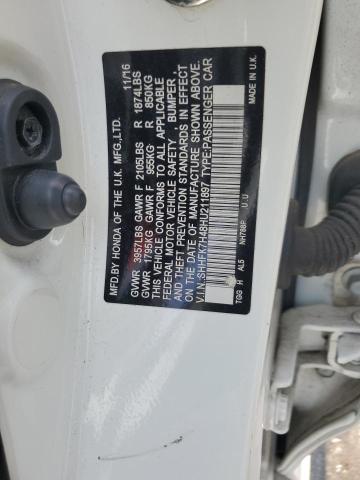 MFD.BY HONDA OF THE U.K. MFG.,LTD. 11/16
GVWR 3957LBS GAWR F 2105LBS R 1874LBS
GVWR 1795KG GAWR F 955KG R 850KG
THIS VEHICLE CONFORMS TO ALL APPLICABLE
FEDERAL MOTOR VEHICLE SAFETY, BUMPER,
& THEFT PREVENTION STANDARDS IN EFFECT
ON THE DATE OF MANUFACTURE SHOWN ABOVE.
V.I.N.:SHHFK7H48HU211897 TYPE:PASSENGER CAR
TGG H AL5 NH788P U.U
MADE IN U.K.